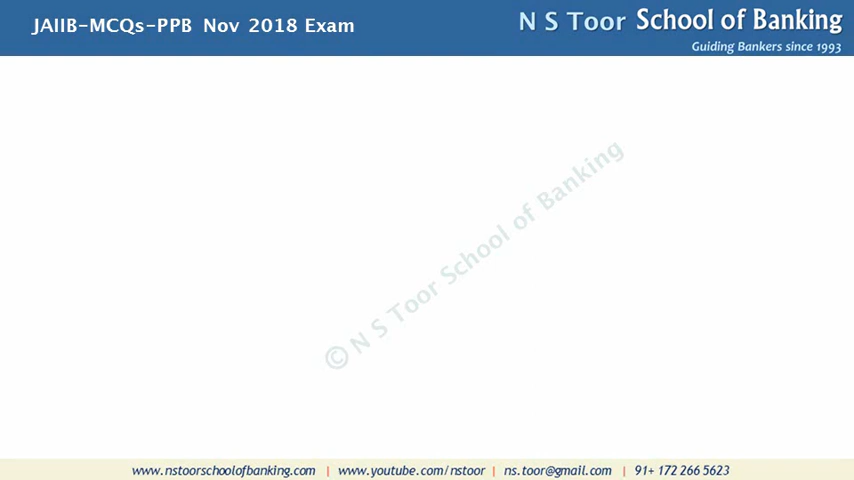 JAIIB-MCQs-PPB Nov 2018 Exam
N S Toor School of Banking
Guiding Bankers since 1993
© N S Toor School of Banking
www.nstoorschoolofbanking.com | www.youtube.com/nstoor | ns.toor@gmail.com | 91+ 172 266 5623